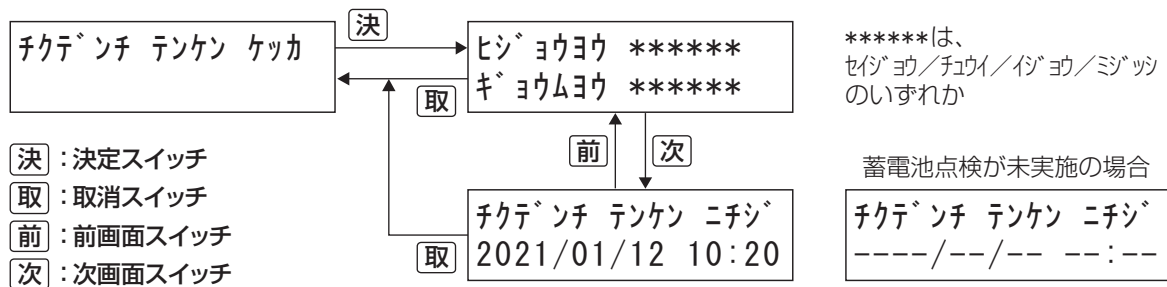 ﾁｸﾃﾞﾝﾁ ﾃﾝｹﾝ ｹｯｶ
決
取
ﾋｼﾞｮｳﾖｳ ******
ｷﾞｮｳﾑﾖｳ ******
******は、
ｾｲｼﾞｮｳ／ﾁｭｳｲ／ｲｼﾞｮｳ／ﾐｼﾞｯｼ
のいずれか
決：決定スイッチ
取：取消スイッチ
前：前画面スイッチ
次：次画面スイッチ
前
次
取
ﾁｸﾃﾞﾝﾁ ﾃﾝｹﾝ ﾆﾁｼﾞ
2021/01/12 10:20
蓄電池点検が未実施の場合
ﾁｸﾃﾞﾝﾁ ﾃﾝｹﾝ ﾆﾁｼﾞ
----/--/-- --:--